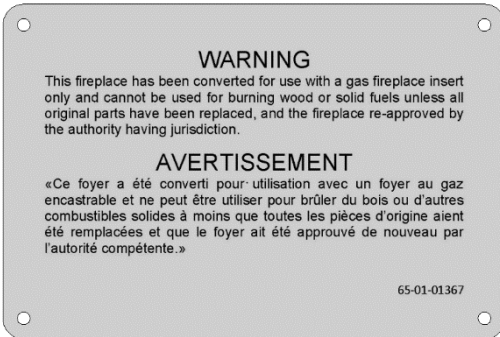 WARNING
This fireplace has been converted for use with a gas fireplace insert
only and cannot be used for burning wood or solid fuels unless all
original parts have been replaced, and the fireplace re-approved by
the authority having jurisdiction.
AVERTISSEMENT
«Ce foyer a été converti pour utilisation avec un foyer au gaz
encastrable et ne peut être utiliser pour brûler du bois ou d'autres
combustibles solides à moins que toutes les pièces d'origine aient
été remplacées et que le foyer ait été approuvé de nouveau par
l'autorité compétente.»
65-01-01367